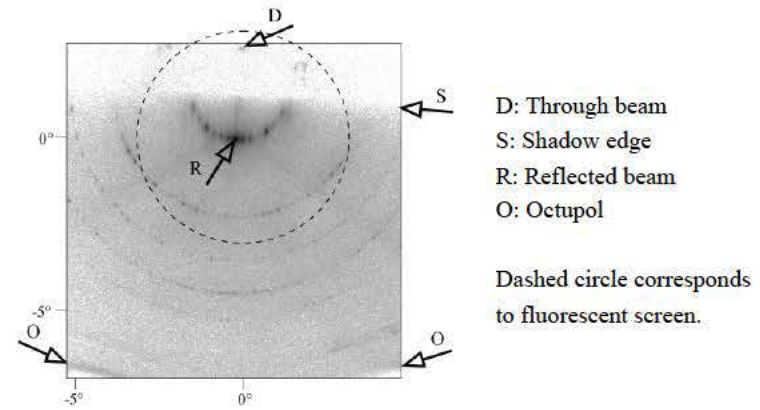 D
S
R
0°
-5°
O
O
-5°
0°
D: Through beam
S: Shadow edge
R: Reflected beam
O: Octupol
Dashed circle corresponds
to fluorescent screen.